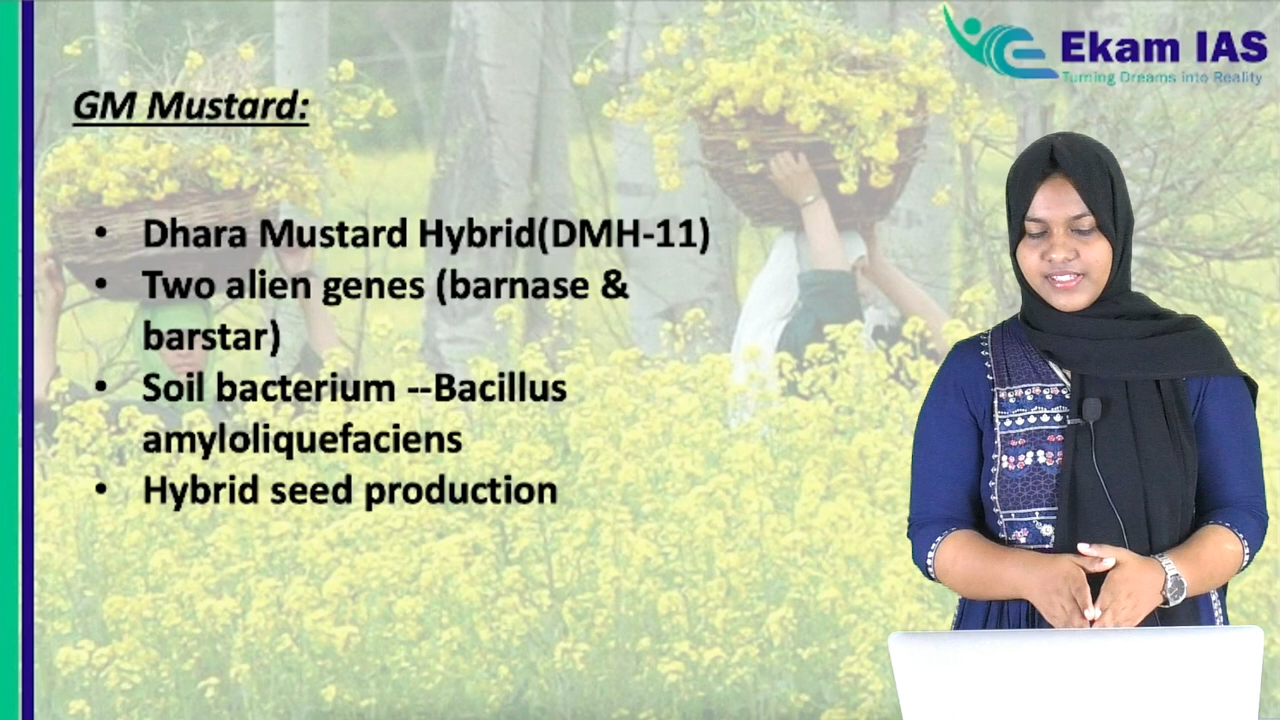 Ekam IAS
Turning Dreams into Reality
GM Mustard:
• Dhara Mustard Hybrid(DMH-11)
• Two alien genes (barnase &
barstar)
• Soil bacterium --Bacillus
amyloliquefaciens
• Hybrid seed production